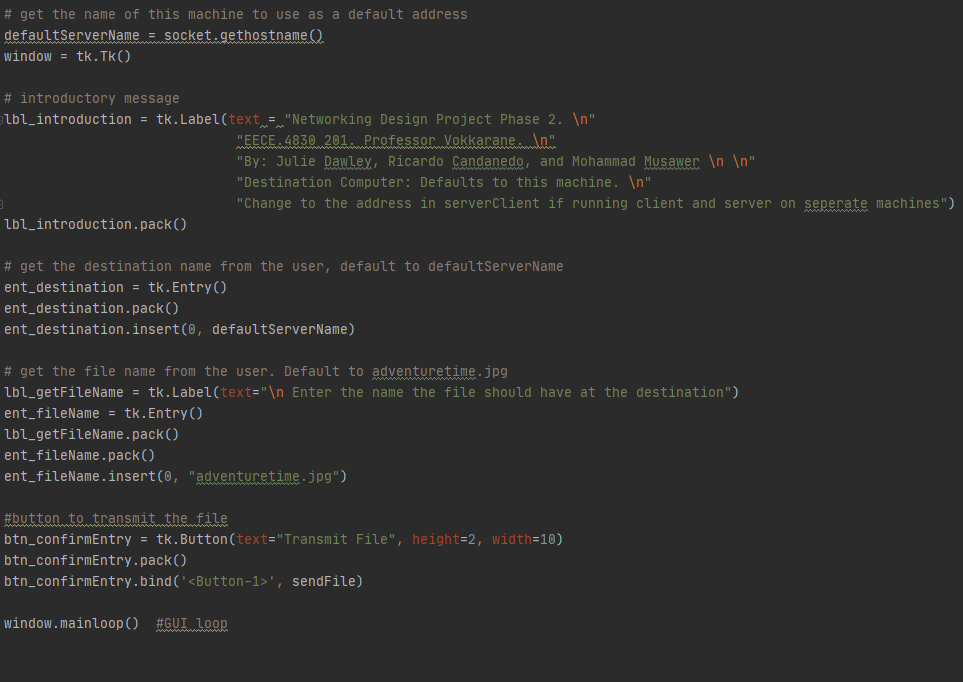 # get the name of this machine to use as a default address
defaultServerName = socket.gethostname()
window = tk.Tk()
# introductory message
lbl_introduction = tk.Label(text = "Networking Design Project Phase 2. \n"
"EECE.4830 201. Professor Vokkarane. \n"
"By: Julie Dawley, Ricardo Candanedo, and Mohammad Musawer \n \n"
"Destination Computer: Defaults to this machine. \n"
"Change to the address in serverClient if running client and server on seperate machines")
lbl_introduction.pack()
# get the destination name from the user, default to defaultServerName
ent_destination = tk.Entry()
ent_destination.pack()
ent_destination.insert(0, defaultServerName)
# get the file name from the user. Default to adventuretime.jpg
lbl_getFileName = tk.Label(text="\n Enter the name the file should have at the destination")
ent_fileName = tk.Entry()
lbl_getFileName.pack()
ent_fileName.pack()
ent_fileName.insert(0, "adventuretime.jpg")
#button to transmit the file
btn_confirmEntry = tk.Button(text="Transmit File", height=2, width=10)
btn_confirmEntry.pack()
btn_confirmEntry.bind('<Button-1>', sendFile)
window.mainloop()  #GUI loop